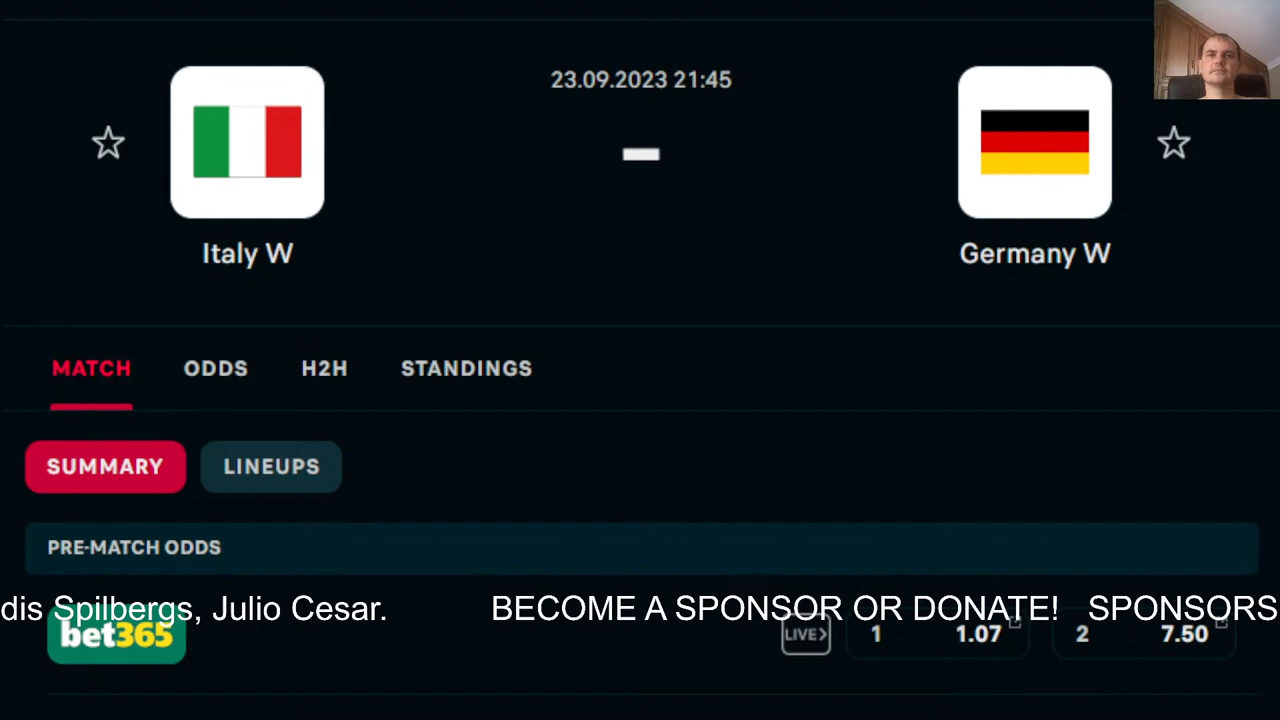 23.09.2023 21:45
-
Italy W
Germany W
MATCH ODDS H2H STANDINGS
SUMMARY LINEUPS
PRE-MATCH ODDS
dis Spilbergs, Julio Cesar. BECOME A SPONSOR OR DONATE! SPONSORS
bet365 LIVE> 1 1.07 2 7.50